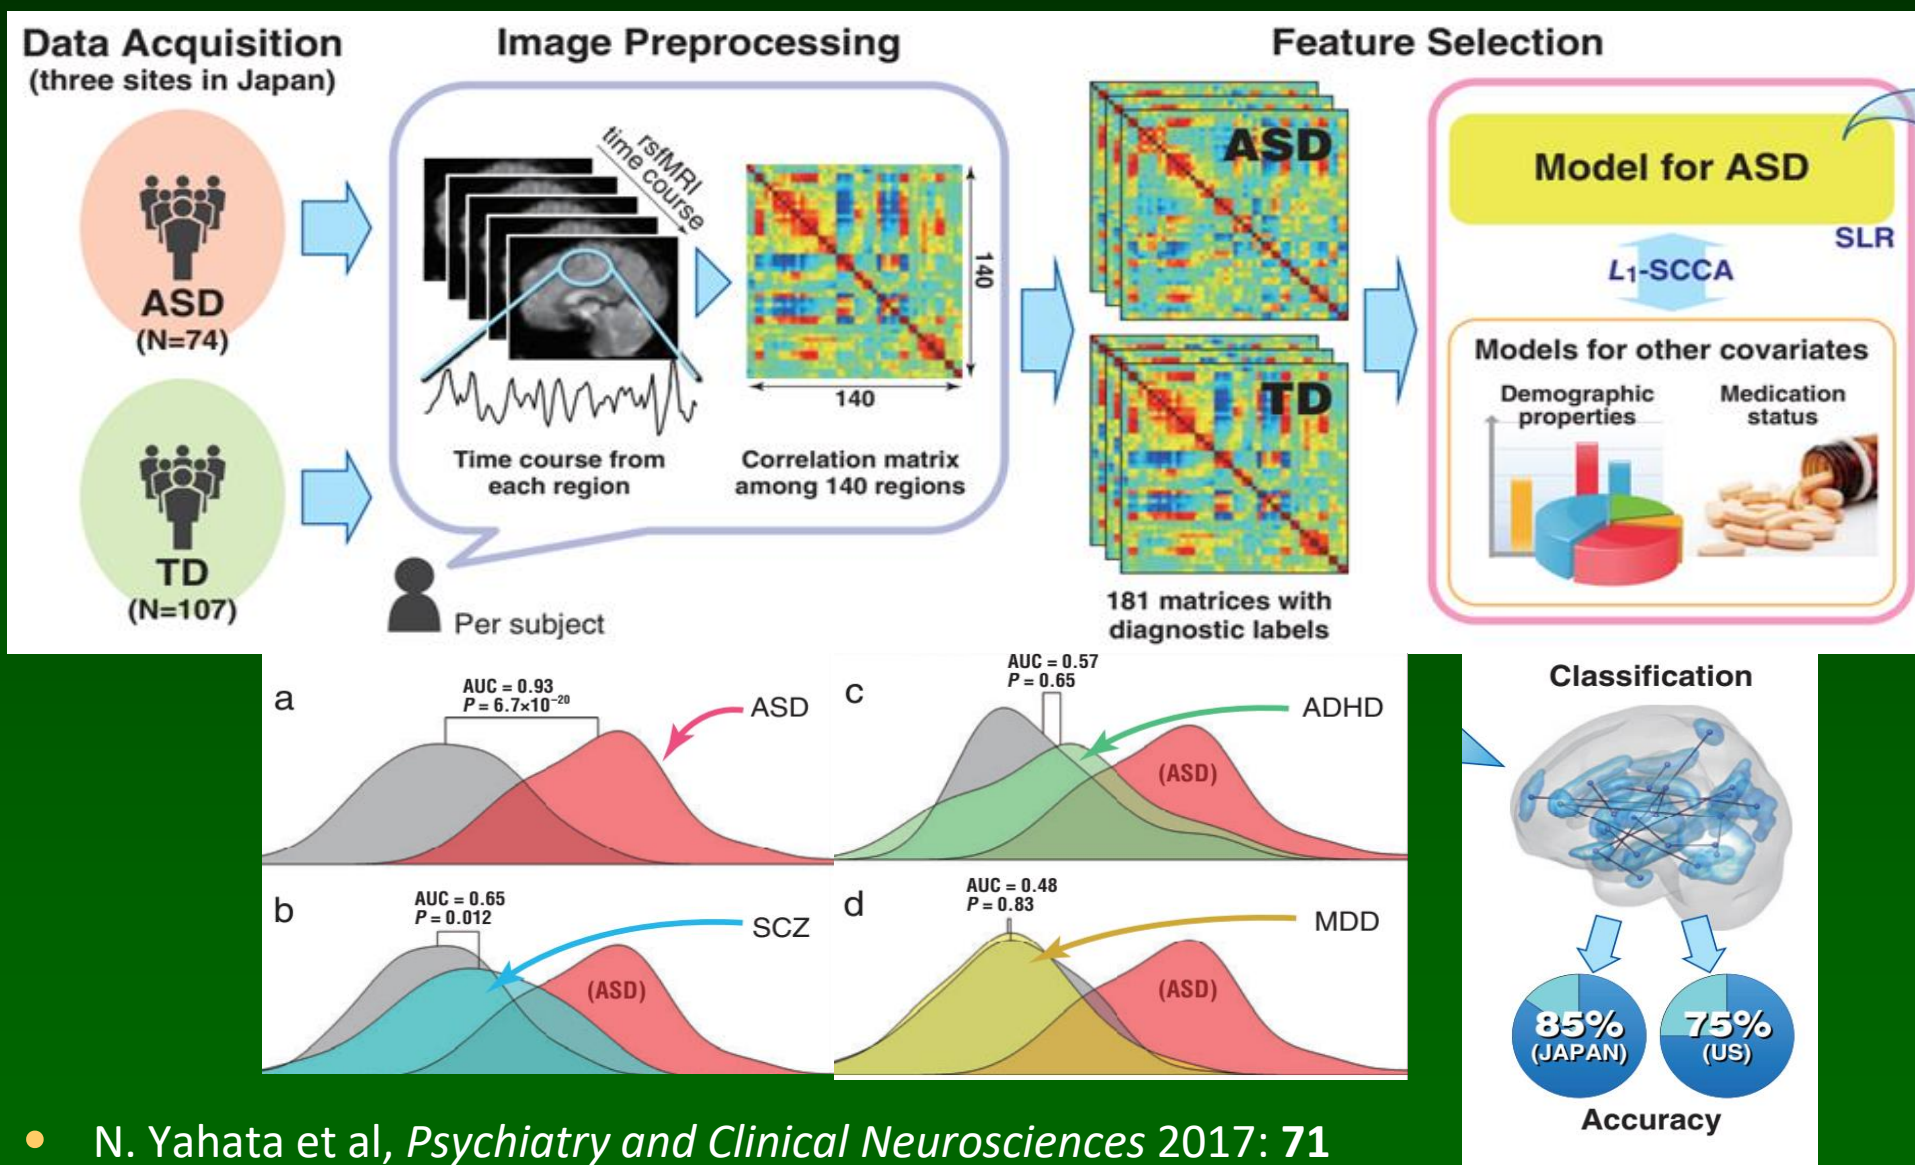 Data Acquisition
(three sites in Japan)
ASD
(N=74)
TD
(N=107)
Image Preprocessing
rsfMRI
time course
Time course from
each region
140
140
Correlation matrix
among 140 regions
Per subject
Feature Selection
ASD
TD
181 matrices with
diagnostic labels
Model for ASD
SLR
L1-SCCA
Models for other covariates
Demographic
properties
Medication
status
a
AUC = 0.93
P = 6.7×10⁻²⁰
ASD
b
AUC = 0.65
P = 0.012
SCZ
(ASD)
c
AUC = 0.57
P = 0.65
ADHD
(ASD)
d
AUC = 0.48
P = 0.83
MDD
(ASD)
Classification
85%
(JAPAN)
75%
(US)
Accuracy
• N. Yahata et al, Psychiatry and Clinical Neurosciences 2017: 71